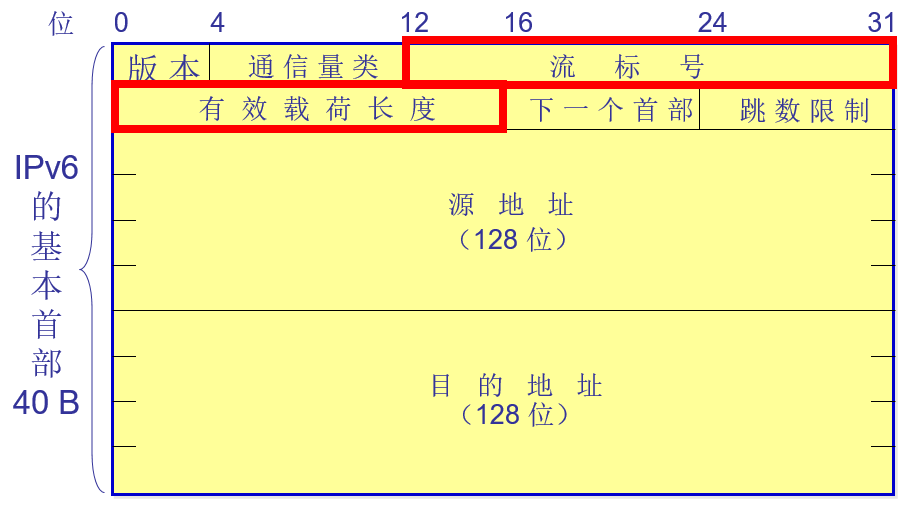 位 0 4 12 16 24 31
版本 通信量类 流标号
有效载荷长度 下一个首部 跳数限制
IPv6
的
基
本
首
部
40 B
源地址
（128 位）
目的地址
（128 位）